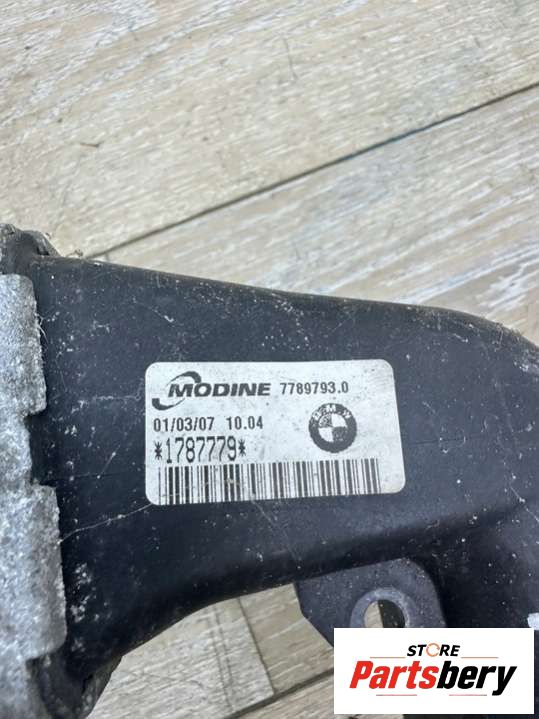 MODINE 7789793.0
01/03/07 10.04
BMW
*1787779*
STORE
Partsbery